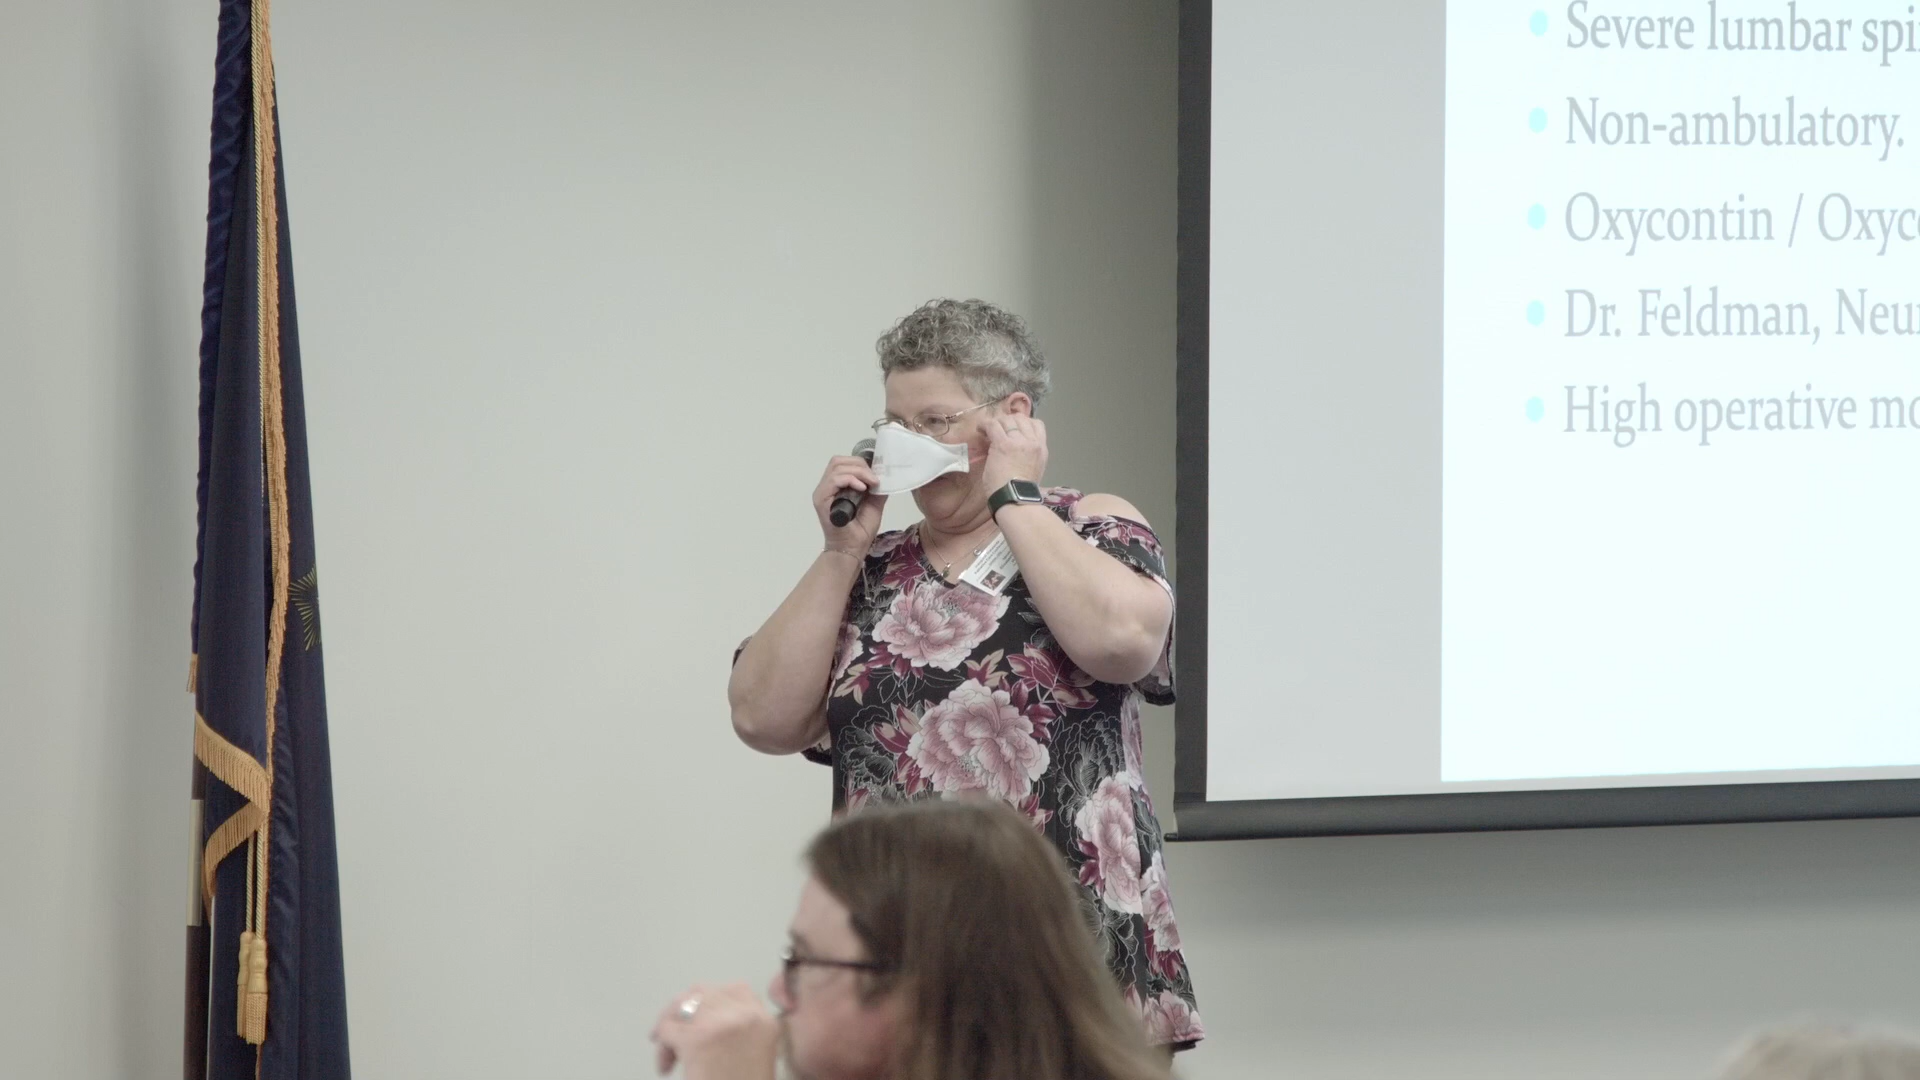 Severe lumbar spi
Non-ambulatory.
Oxycontin / Oxyc
Dr. Feldman, Neu
High operative mo